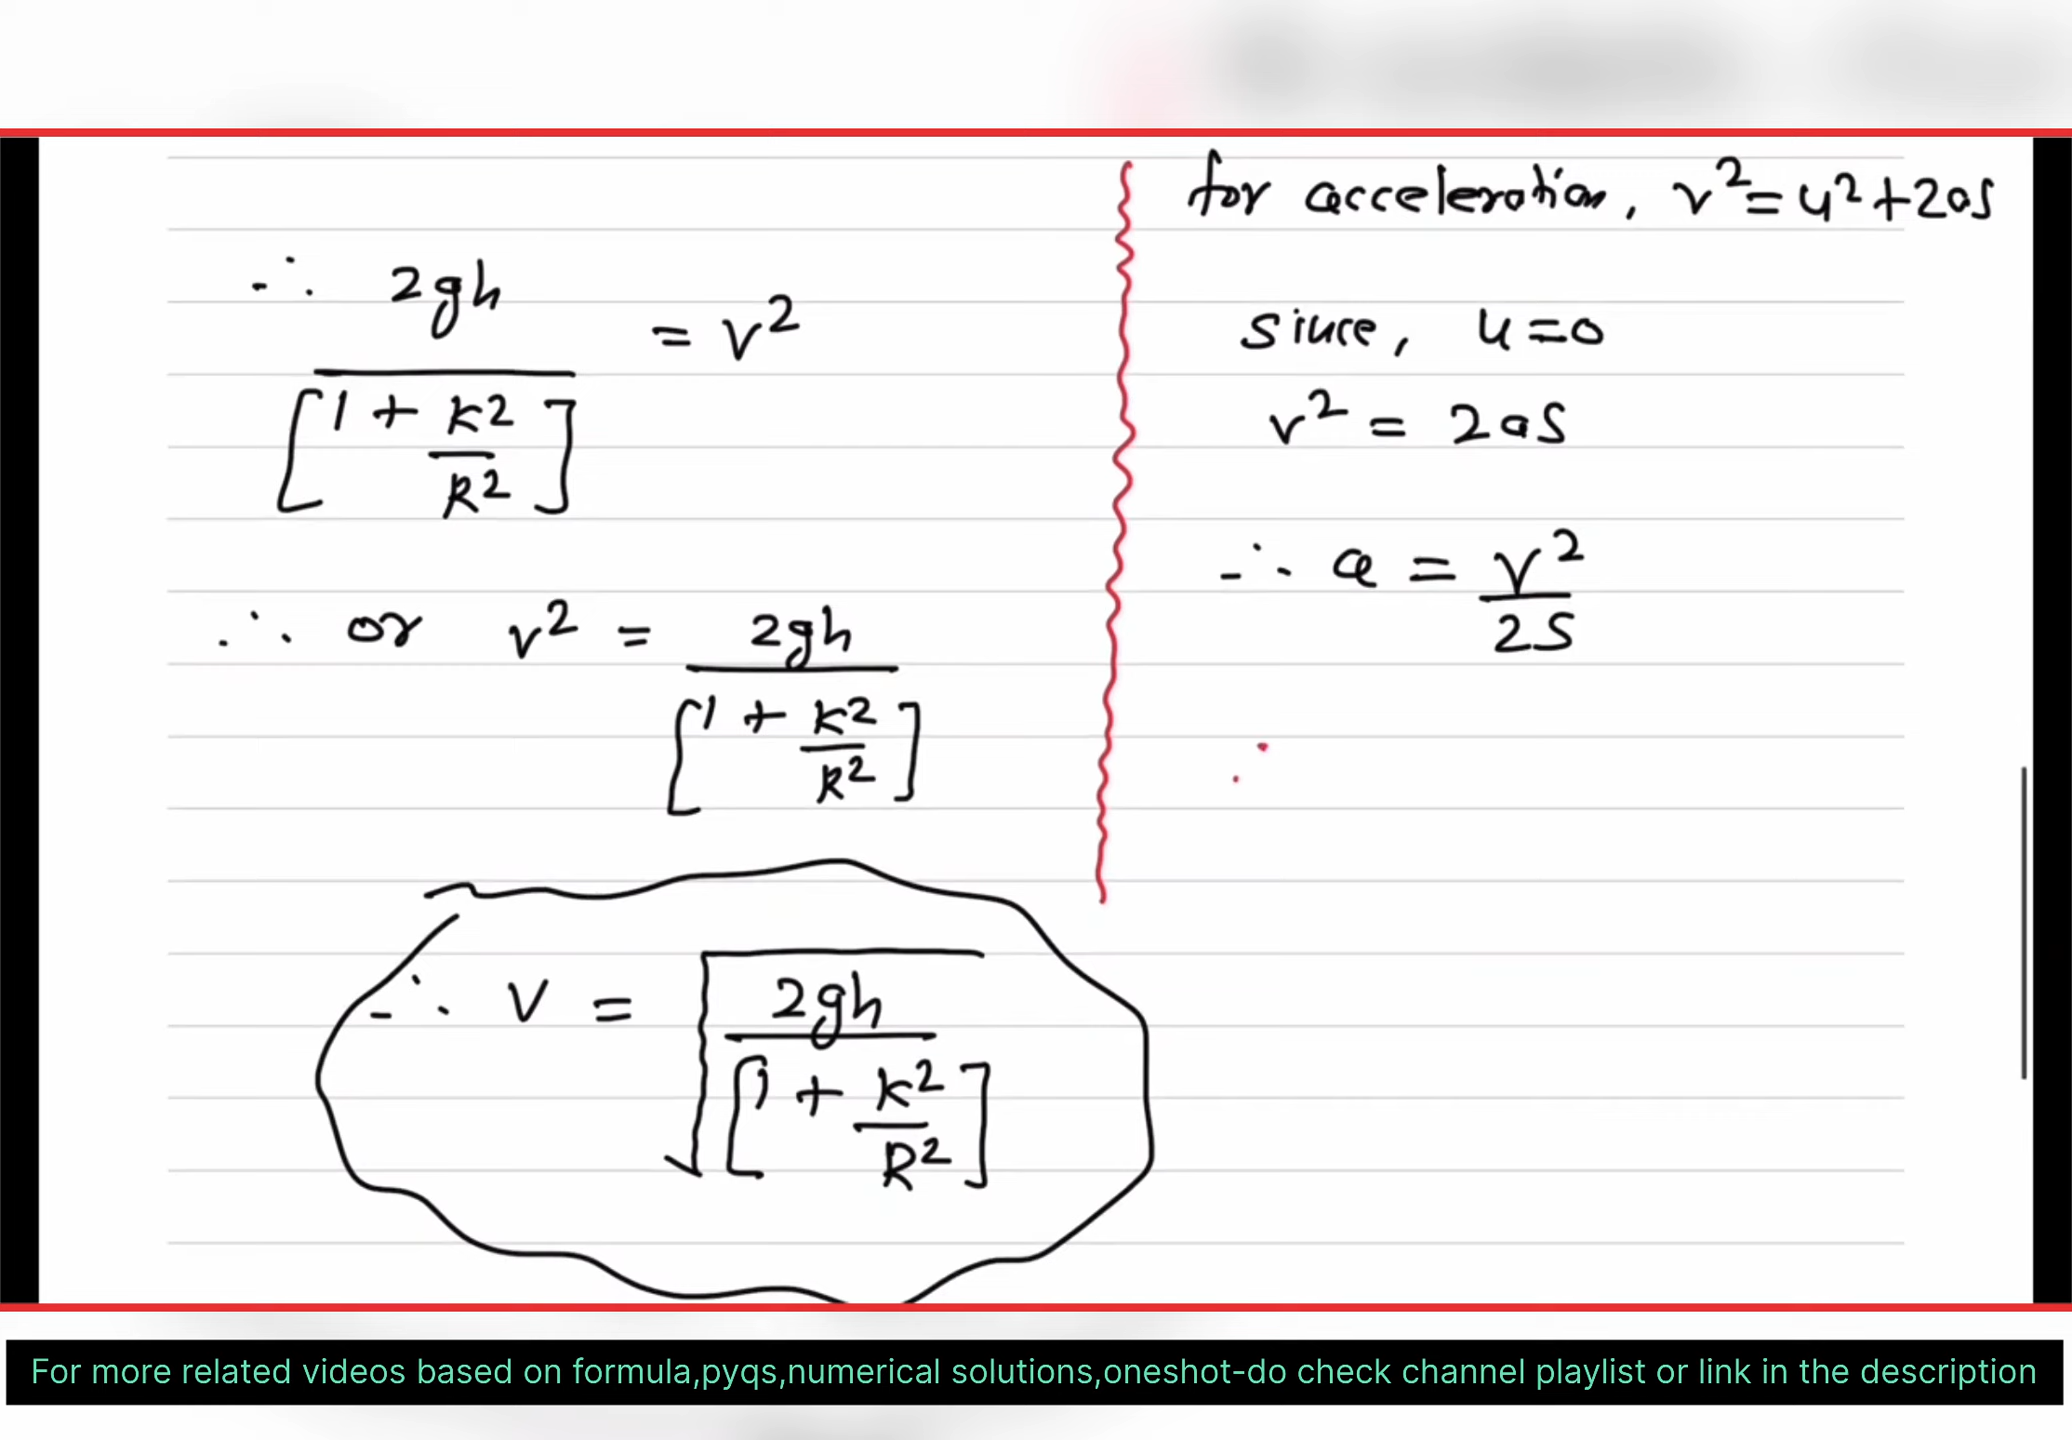 ∴ 2gh / [1 + K²/R²] = v²
∴ or v² = 2gh / [1 + K²/R²]
∴ V = √(2gh / [1 + K²/R²])
for acceleration, v² = u² + 2as
since, u = 0
v² = 2as
∴ a = v² / 2S
For more related videos based on formula,pyqs,numerical solutions,oneshot-do check channel playlist or link in the description